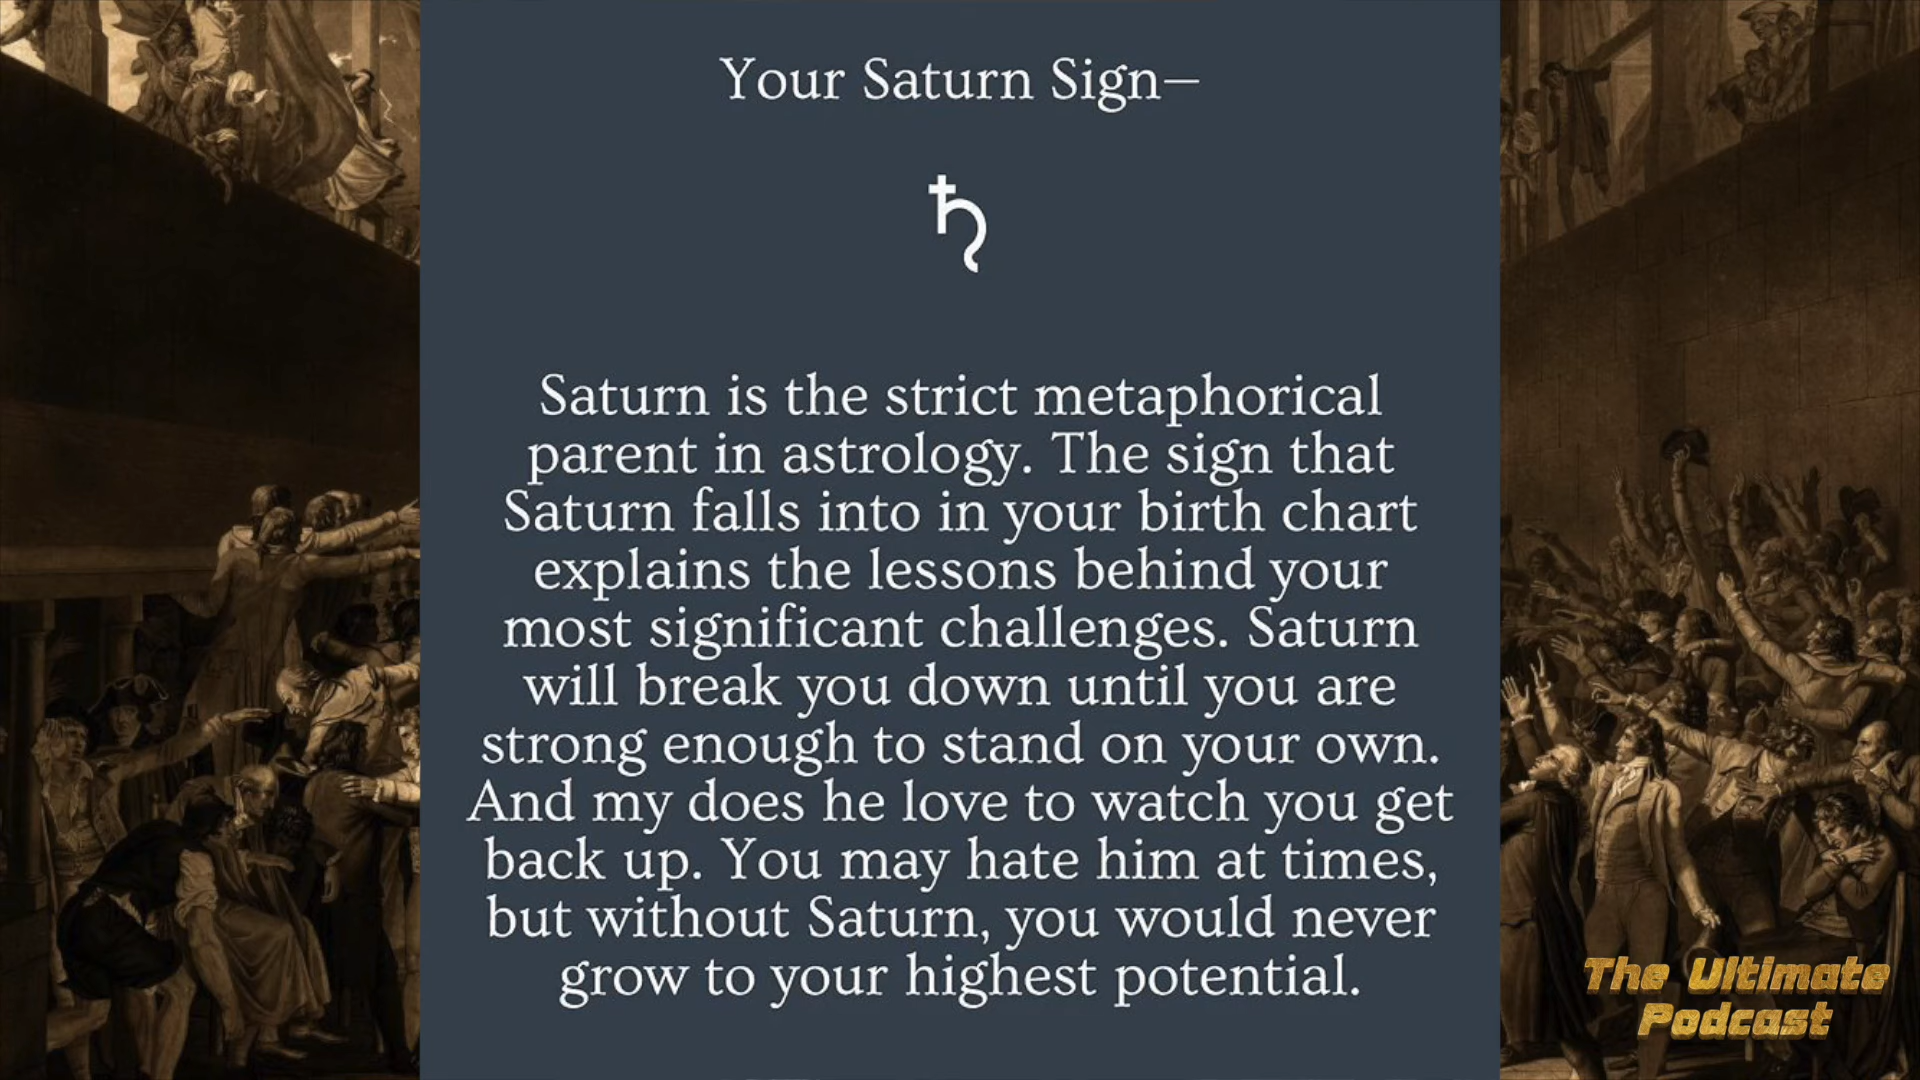 Your Saturn Sign—
♄
Saturn is the strict metaphorical
parent in astrology. The sign that
Saturn falls into in your birth chart
explains the lessons behind your
most significant challenges. Saturn
will break you down until you are
strong enough to stand on your own.
And my does he love to watch you get
back up. You may hate him at times,
but without Saturn, you would never
grow to your highest potential.
The Ultimate
Podcast